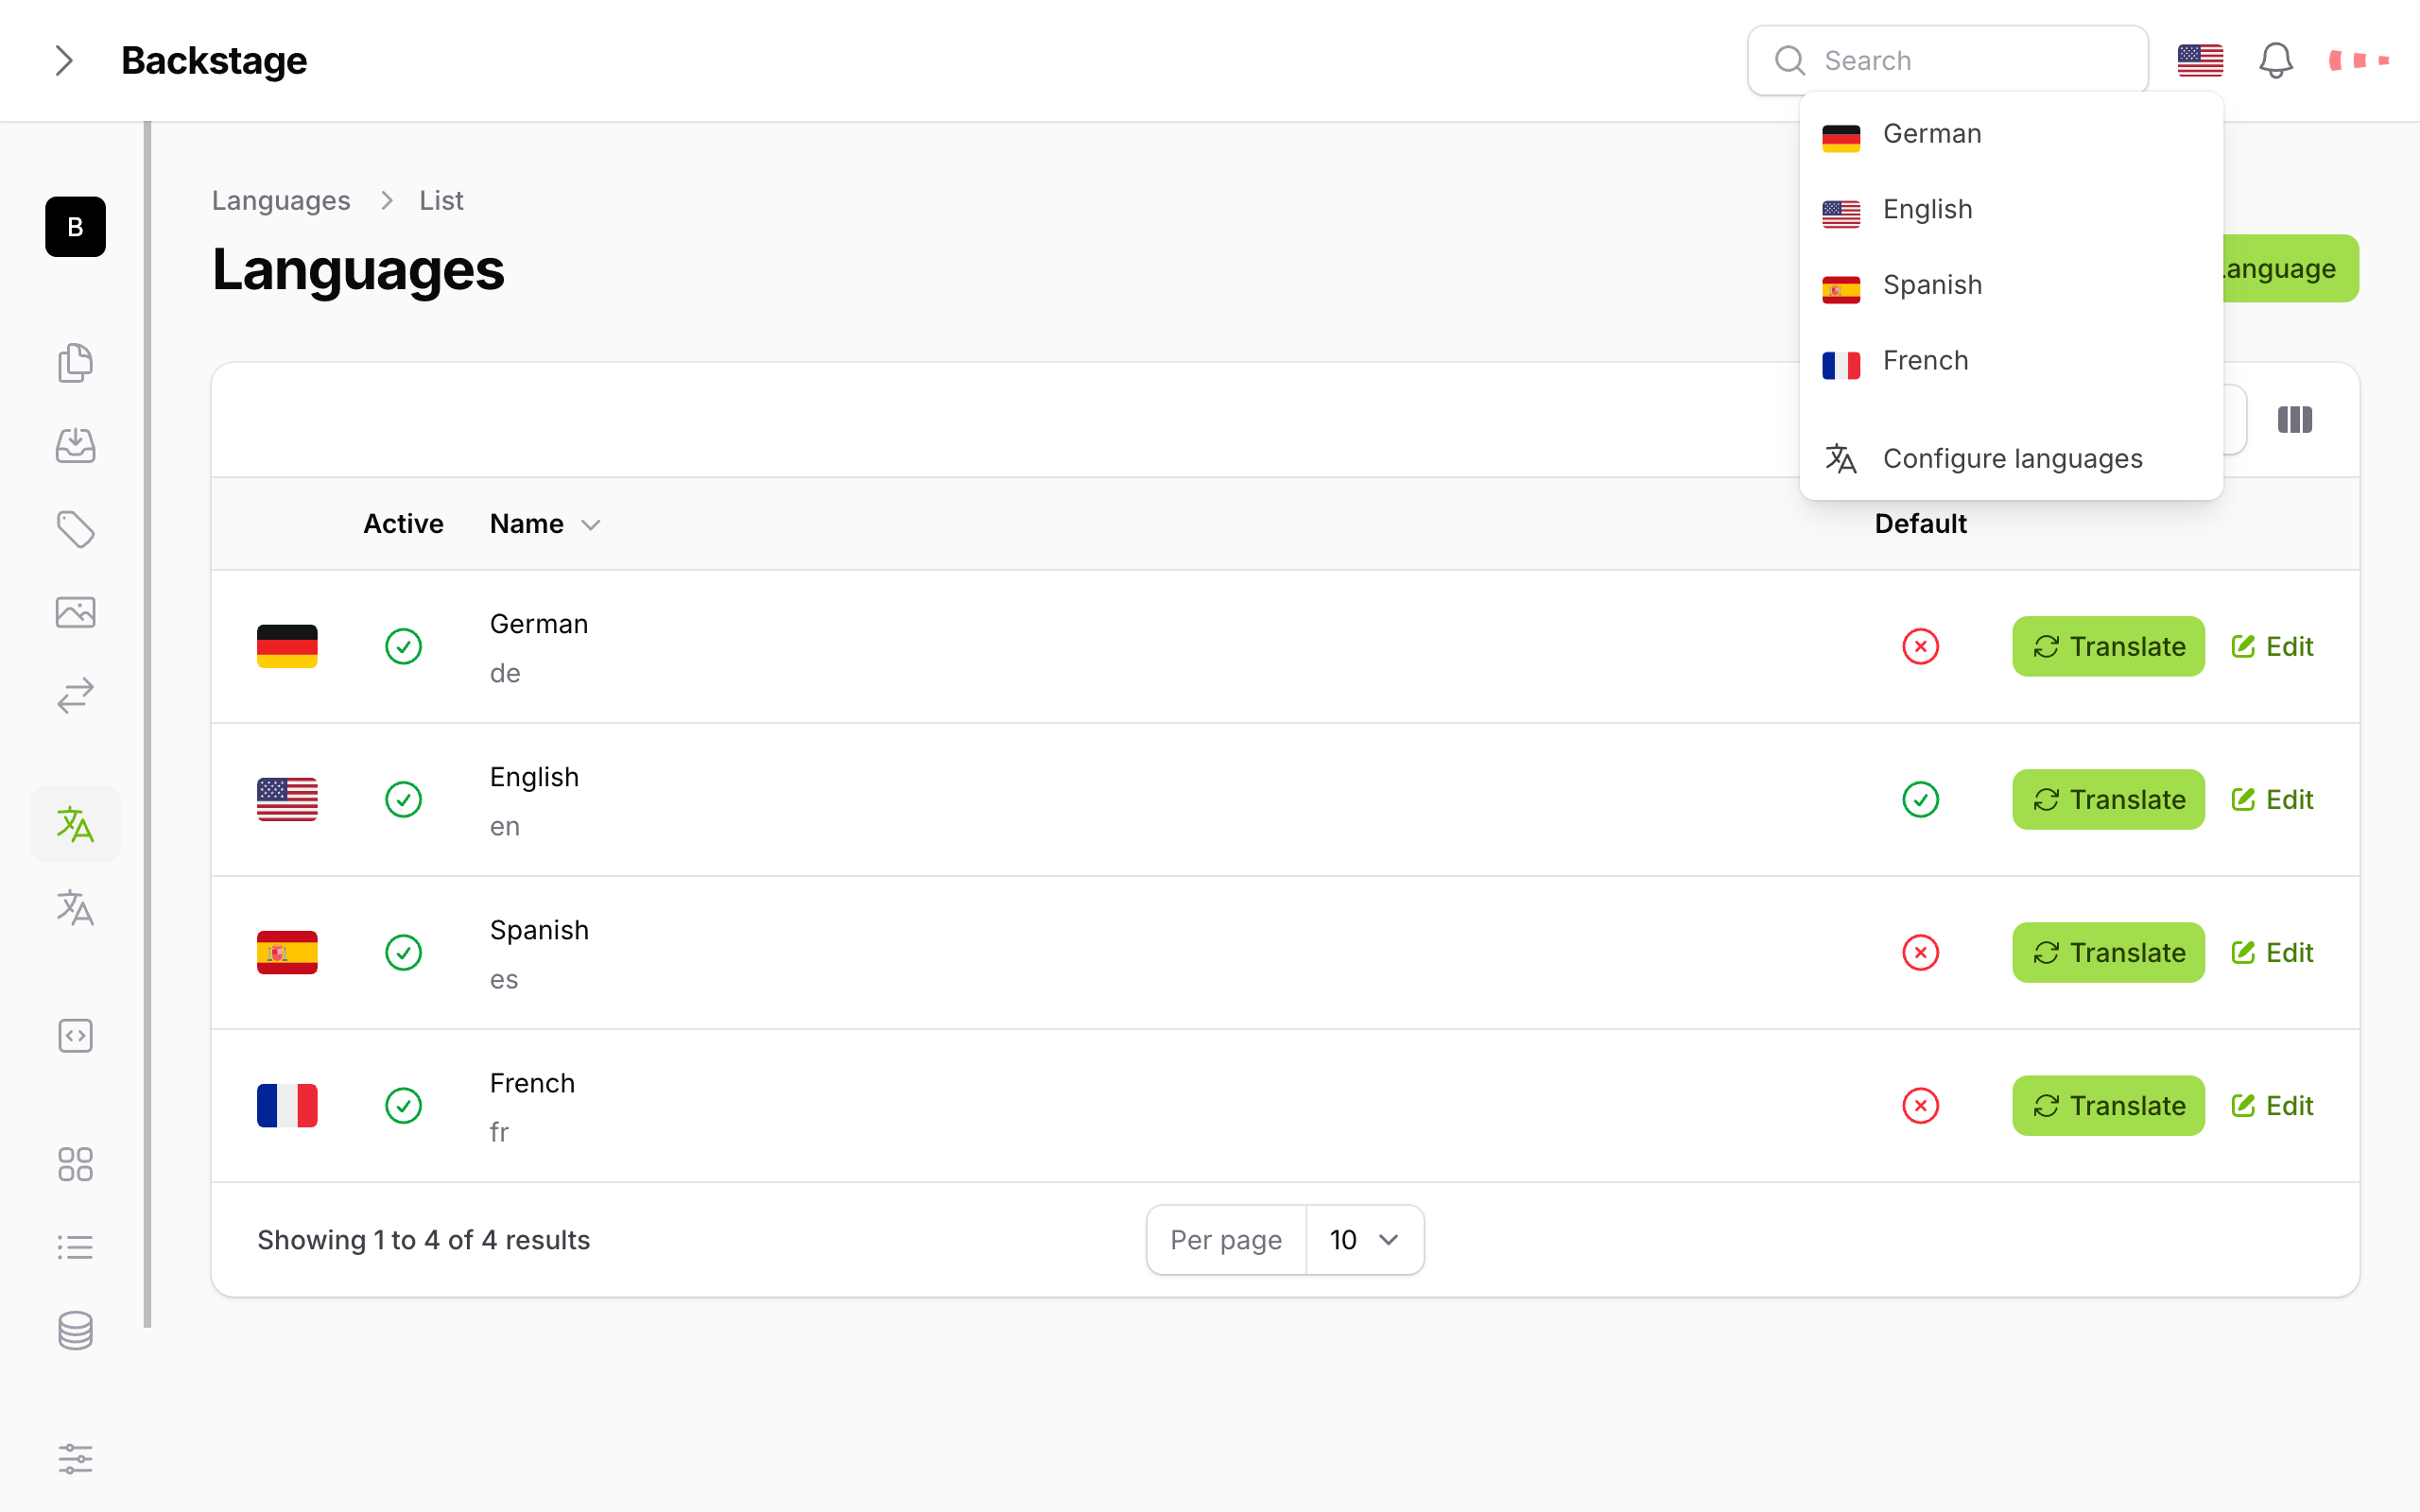 Backstage
Search
German
English
Spanish
French
Configure languages
B
Languages List
Languages
Language
Active Name Default
German
de
Translate Edit
English
en
Translate Edit
Spanish
es
Translate Edit
French
fr
Translate Edit
Showing 1 to 4 of 4 results
Per page 10